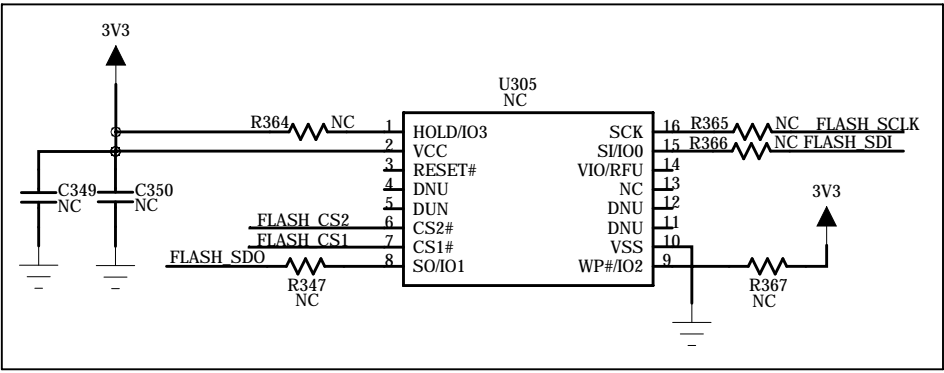 3V3
U305
NC
R364 NC 1 HOLD/IO3 SCK 16 R365 NC FLASH_SCLK
2 VCC SI/IO0 15 R366 NC FLASH_SDI
3 RESET# VIO/RFU 14
C349 C350 4 DNU NC 13 3V3
NC NC 5 DUN DNU 12
FLASH_CS2 6 CS2# DNU 11
FLASH_CS1 7 CS1# VSS 10
FLASH_SDO 8 SO/IO1 WP#/IO2 9
R347 R367
NC NC